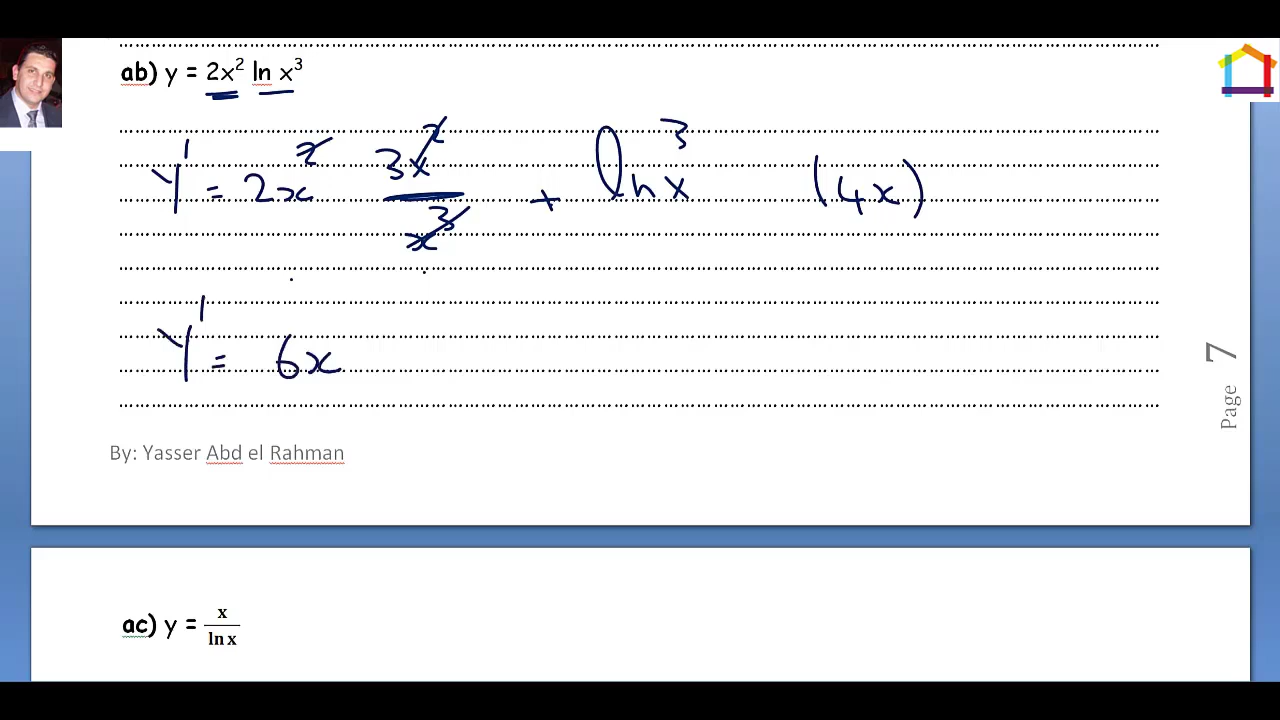 ab) y = 2x² ln x³
y' = 2x² 3x²/x³ + ln x³ (4x)
y' = 6x
Page 7
By: Yasser Abd el Rahman
ac) y = x/ln x